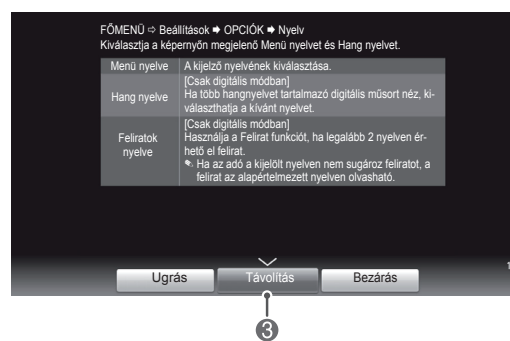 FŐMENÜ ⇨ Beállítások ➡ OPCIÓK ➡ Nyelv
Kiválasztja a képernyőn megjelenő Menü nyelvet és Hang nyelvet.
Menü nyelve
A kijelző nyelvének kiválasztása.
Hang nyelve
[Csak digitális módban]
Ha több hangnyelvet tartalmazó digitális műsort néz, ki-
választhatja a kívánt nyelvet.
Feliratok
nyelve
[Csak digitális módban]
Használja a Felirat funkciót, ha legalább 2 nyelven ér-
hető el felirat.
✎ Ha az adó a kijelölt nyelven nem sugároz feliratot, a
felirat az alapértelmezett nyelven olvasható.
Ugrás
Távolítás
Bezárás
3